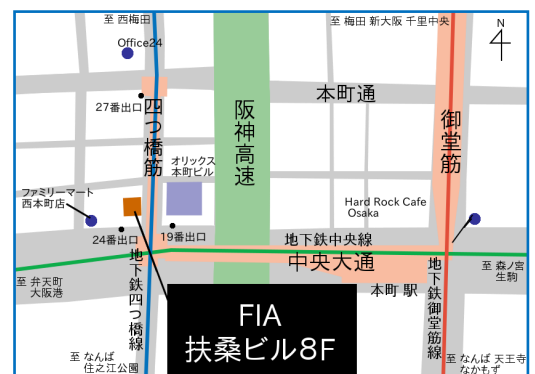 至 西梅田
至 梅田 新大阪 千里中央
N
Office24
本町通
27番出口
四つ橋筋
阪神高速
御堂筋
オリックス
本町ビル
ファミリーマート
西本町店
Hard Rock Cafe
Osaka
24番出口
19番出口
地下鉄中央線
中央大通
至 弁天町
大阪港
地下鉄四つ橋線
本町 駅
地下鉄御堂筋線
至 森ノ宮
生駒
FIA
扶桑ビル8F
至 なんば
住之江公園
至 なんば 天王寺
なかもず